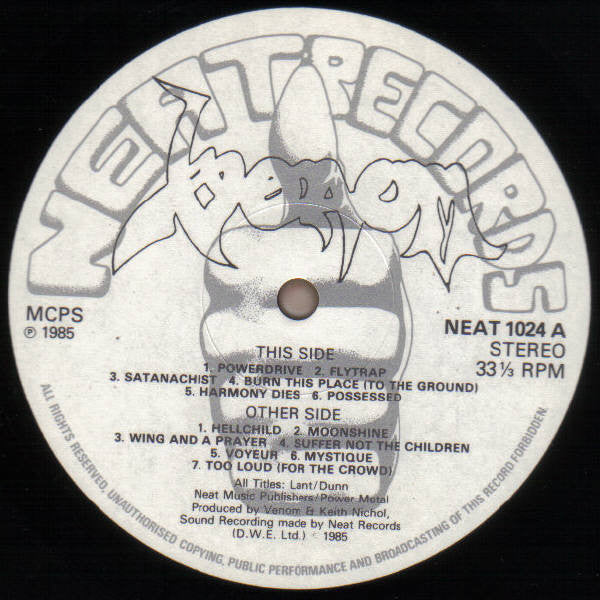 NEAT RECORDS
Venom
MCPS
Ⓟ 1985
NEAT 1024 A
STEREO
33⅓ RPM
THIS SIDE
1. POWERDRIVE 2. FLYTRAP
3. SATANACHIST 4. BURN THIS PLACE (TO THE GROUND)
5. HARMONY DIES 6. POSSESSED
OTHER SIDE
1. HELLCHILD 2. MOONSHINE
3. WING AND A PRAYER 4. SUFFER NOT THE CHILDREN
5. VOYEUR 6. MYSTIQUE
7. TOO LOUD (FOR THE CROWD)
All Titles: Lant/Dunn
Neat Music Publishers/Power Metal
Produced by Venom & Keith Nichol,
Sound Recording made by Neat Records
(D.W.E. Ltd.) © 1985
ALL RIGHTS RESERVED, UNAUTHORISED COPYING, PUBLIC PERFORMANCE AND BROADCASTING OF THIS RECORD FORBIDDEN.